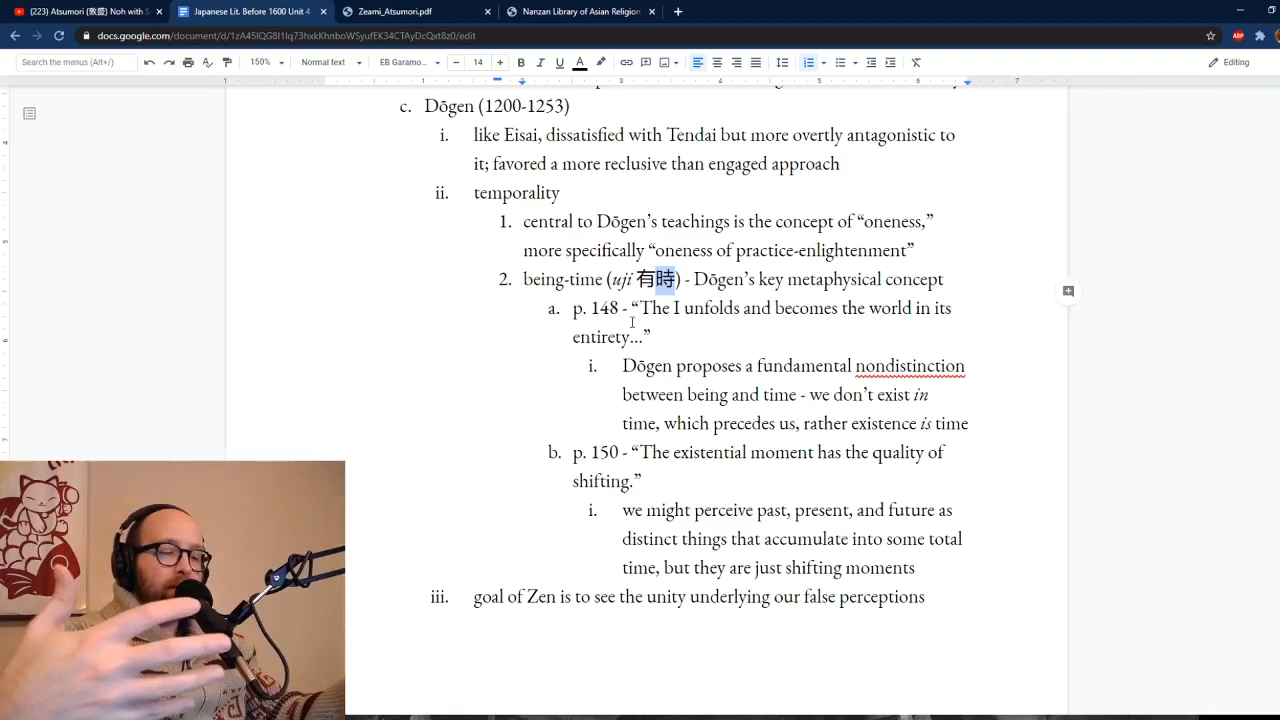 (223) Atsumori (敦盛) Noh with S
Japanese Lit. Before 1600 Unit 4
Zeami_Atsumori.pdf
Nanzan Library of Asian Religion
docs.google.com/document/d/1zA45IQG8I1Iq73hxkKhnboWSyufEK34CTAyDcQxt8z0/edit
Search the menus (Alt+/)
150%
Normal text
EB Garamo...
14
Editing
1
1
2
3
4
5
6
7
c. Dōgen (1200-1253)
i. like Eisai, dissatisfied with Tendai but more overtly antagonistic to
it; favored a more reclusive than engaged approach
ii. temporality
1. central to Dōgen’s teachings is the concept of “oneness,”
more specifically “oneness of practice-enlightenment”
2. being-time (uji 有時) - Dōgen’s key metaphysical concept
a. p. 148 - “The I unfolds and becomes the world in its
entirety...”
i. Dōgen proposes a fundamental nondistinction
between being and time - we don’t exist in
time, which precedes us, rather existence is time
b. p. 150 - “The existential moment has the quality of
shifting.”
i. we might perceive past, present, and future as
distinct things that accumulate into some total
time, but they are just shifting moments
iii. goal of Zen is to see the unity underlying our false perceptions